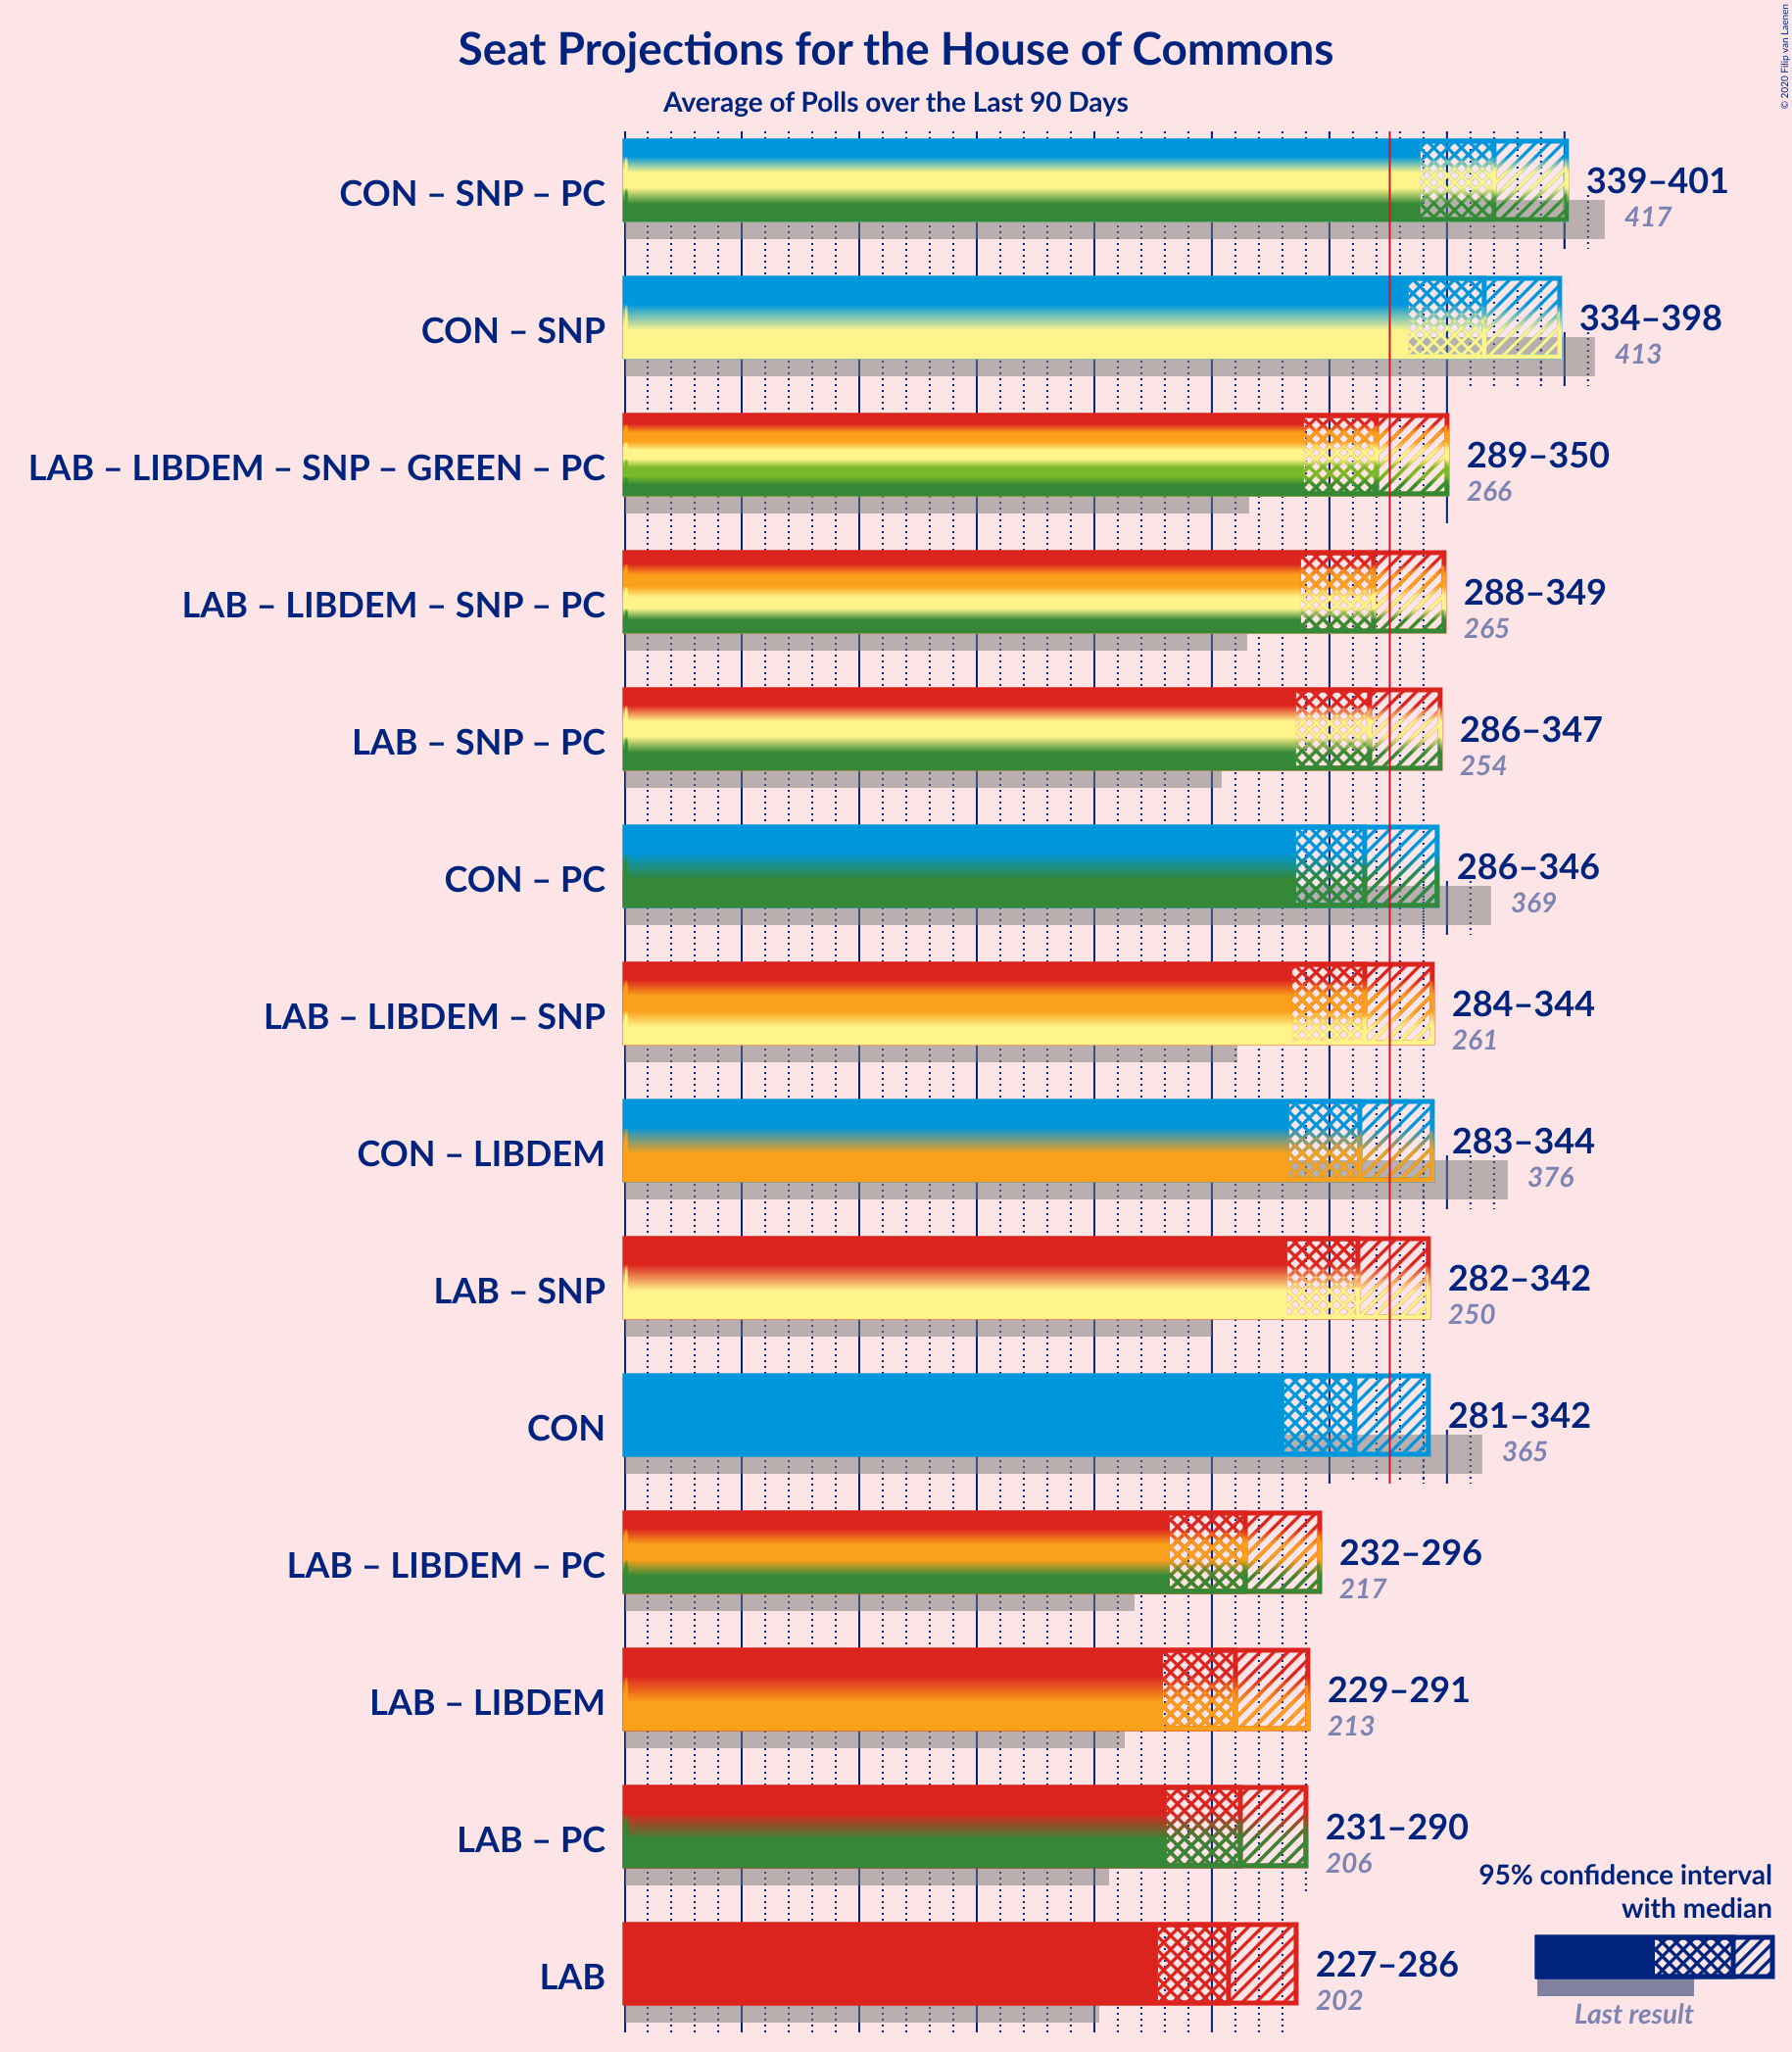 Seat Projections for the House of Commons
Average of Polls over the Last 90 Days
© 2020 Filip van Laenen
CON – SNP – PC
339–401
417
CON – SNP
334–398
413
LAB – LIBDEM – SNP – GREEN – PC
289–350
266
LAB – LIBDEM – SNP – PC
288–349
265
LAB – SNP – PC
286–347
254
CON – PC
286–346
369
LAB – LIBDEM – SNP
284–344
261
CON – LIBDEM
283–344
376
LAB – SNP
282–342
250
CON
281–342
365
LAB – LIBDEM – PC
232–296
217
LAB – LIBDEM
229–291
213
LAB – PC
231–290
206
LAB
227–286
202
95% confidence interval
with median
Last result